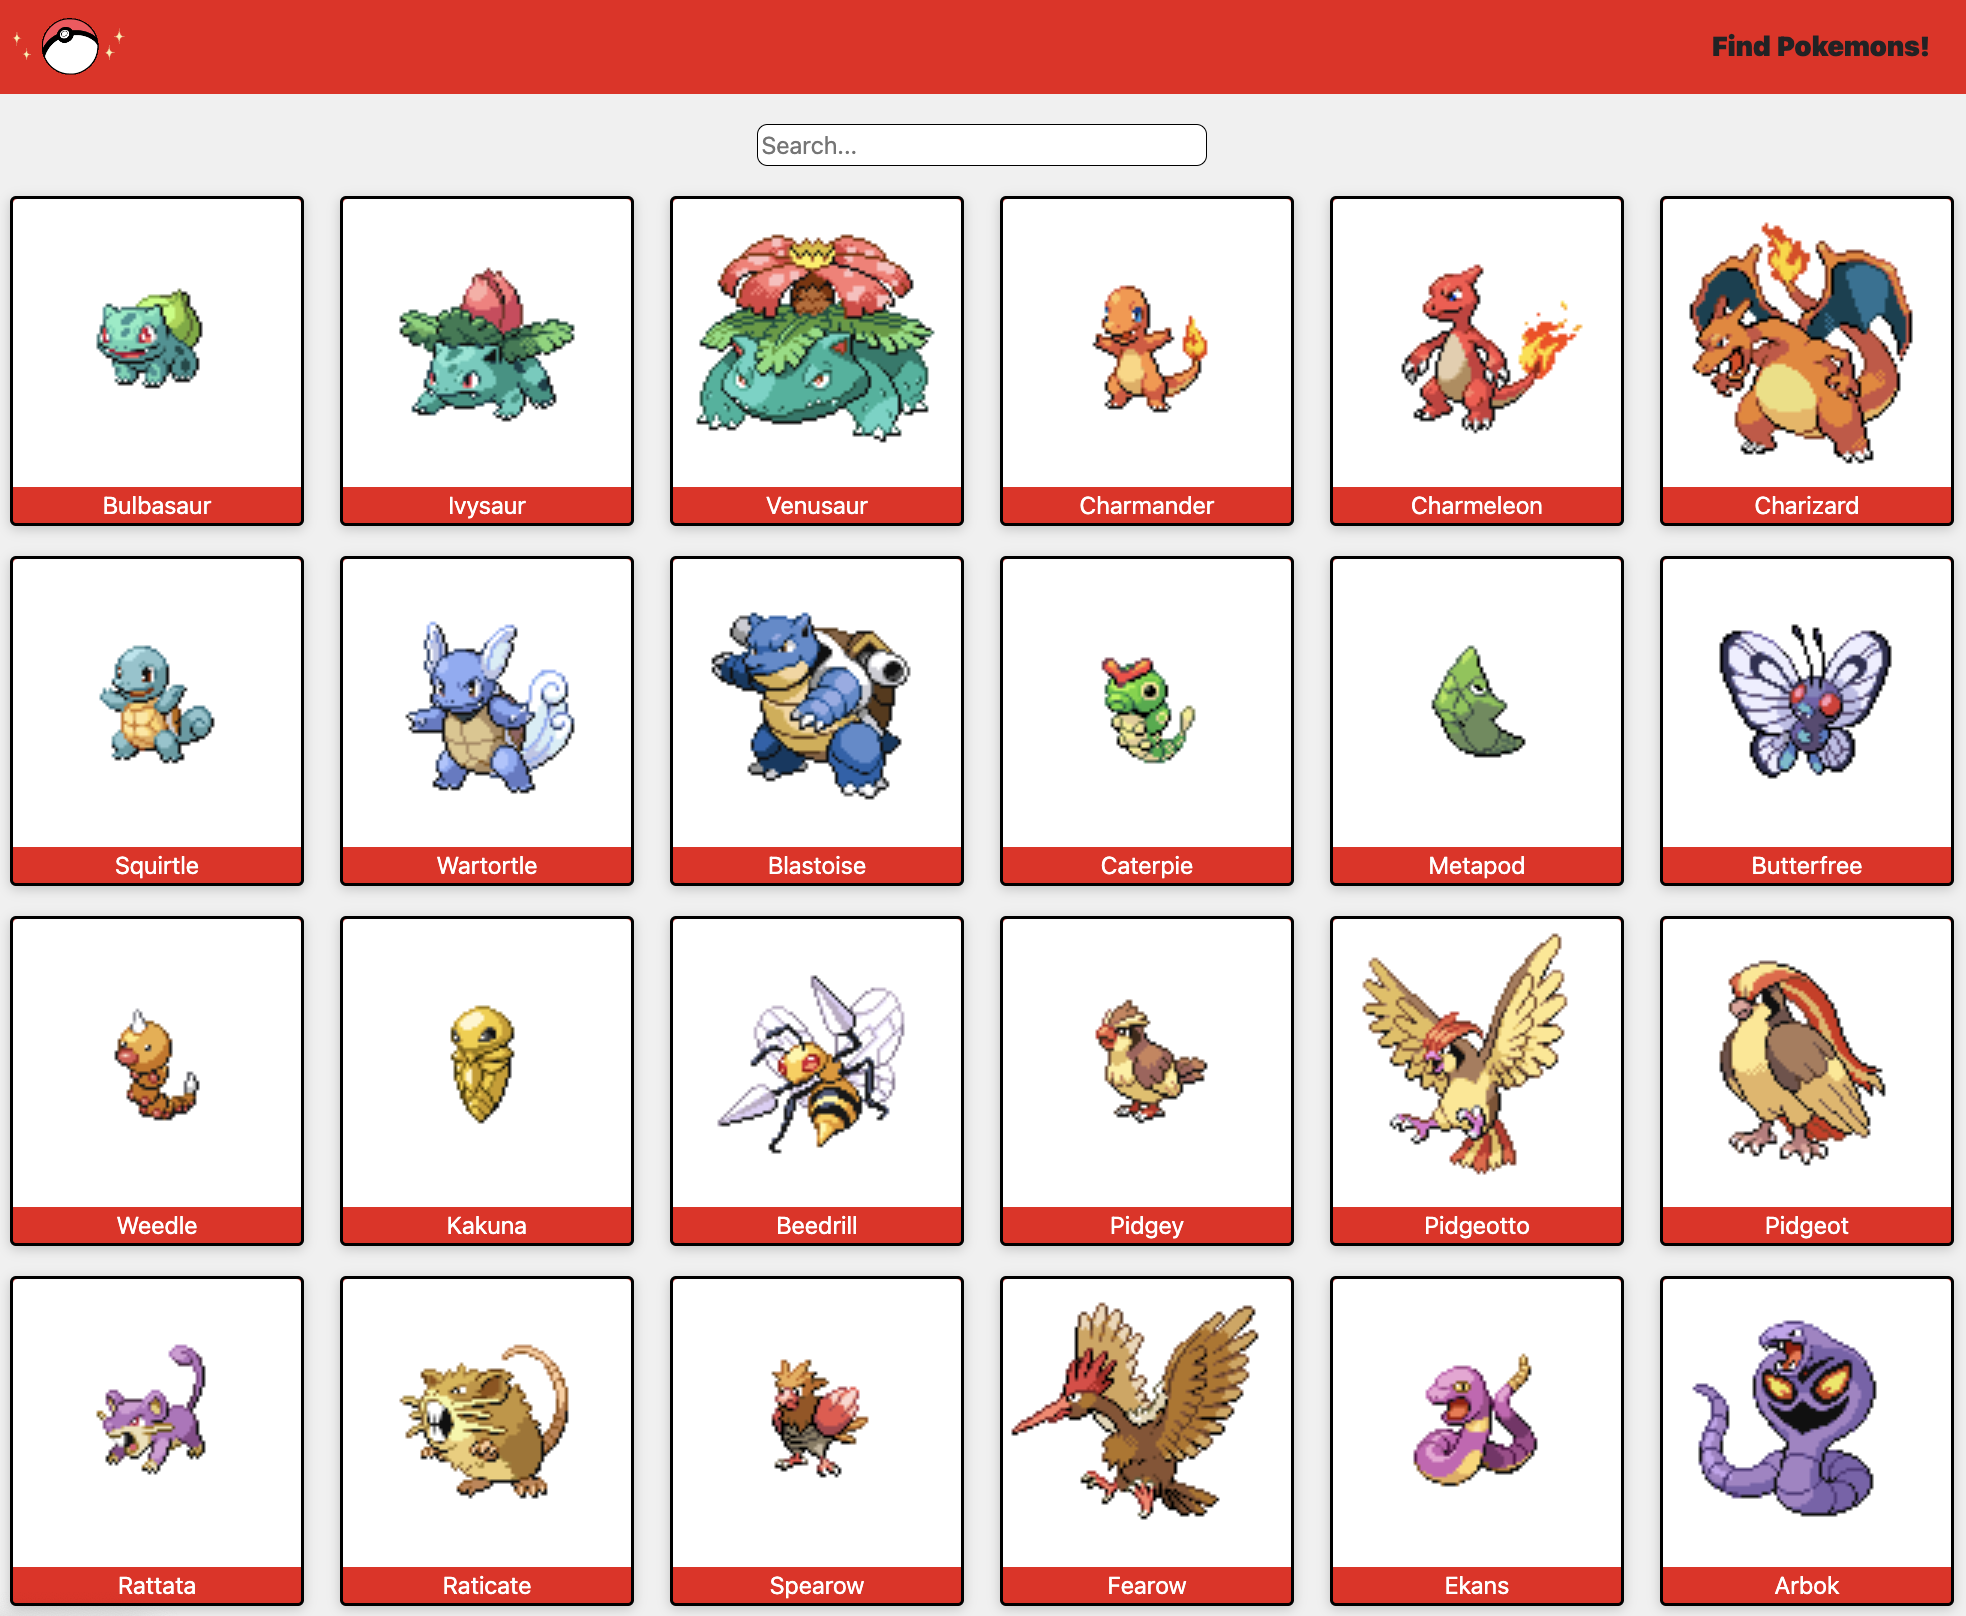 Find Pokemons!
Search...
Bulbasaur
Ivysaur
Venusaur
Charmander
Charmeleon
Charizard
Squirtle
Wartortle
Blastoise
Caterpie
Metapod
Butterfree
Weedle
Kakuna
Beedrill
Pidgey
Pidgeotto
Pidgeot
Rattata
Raticate
Spearow
Fearow
Ekans
Arbok